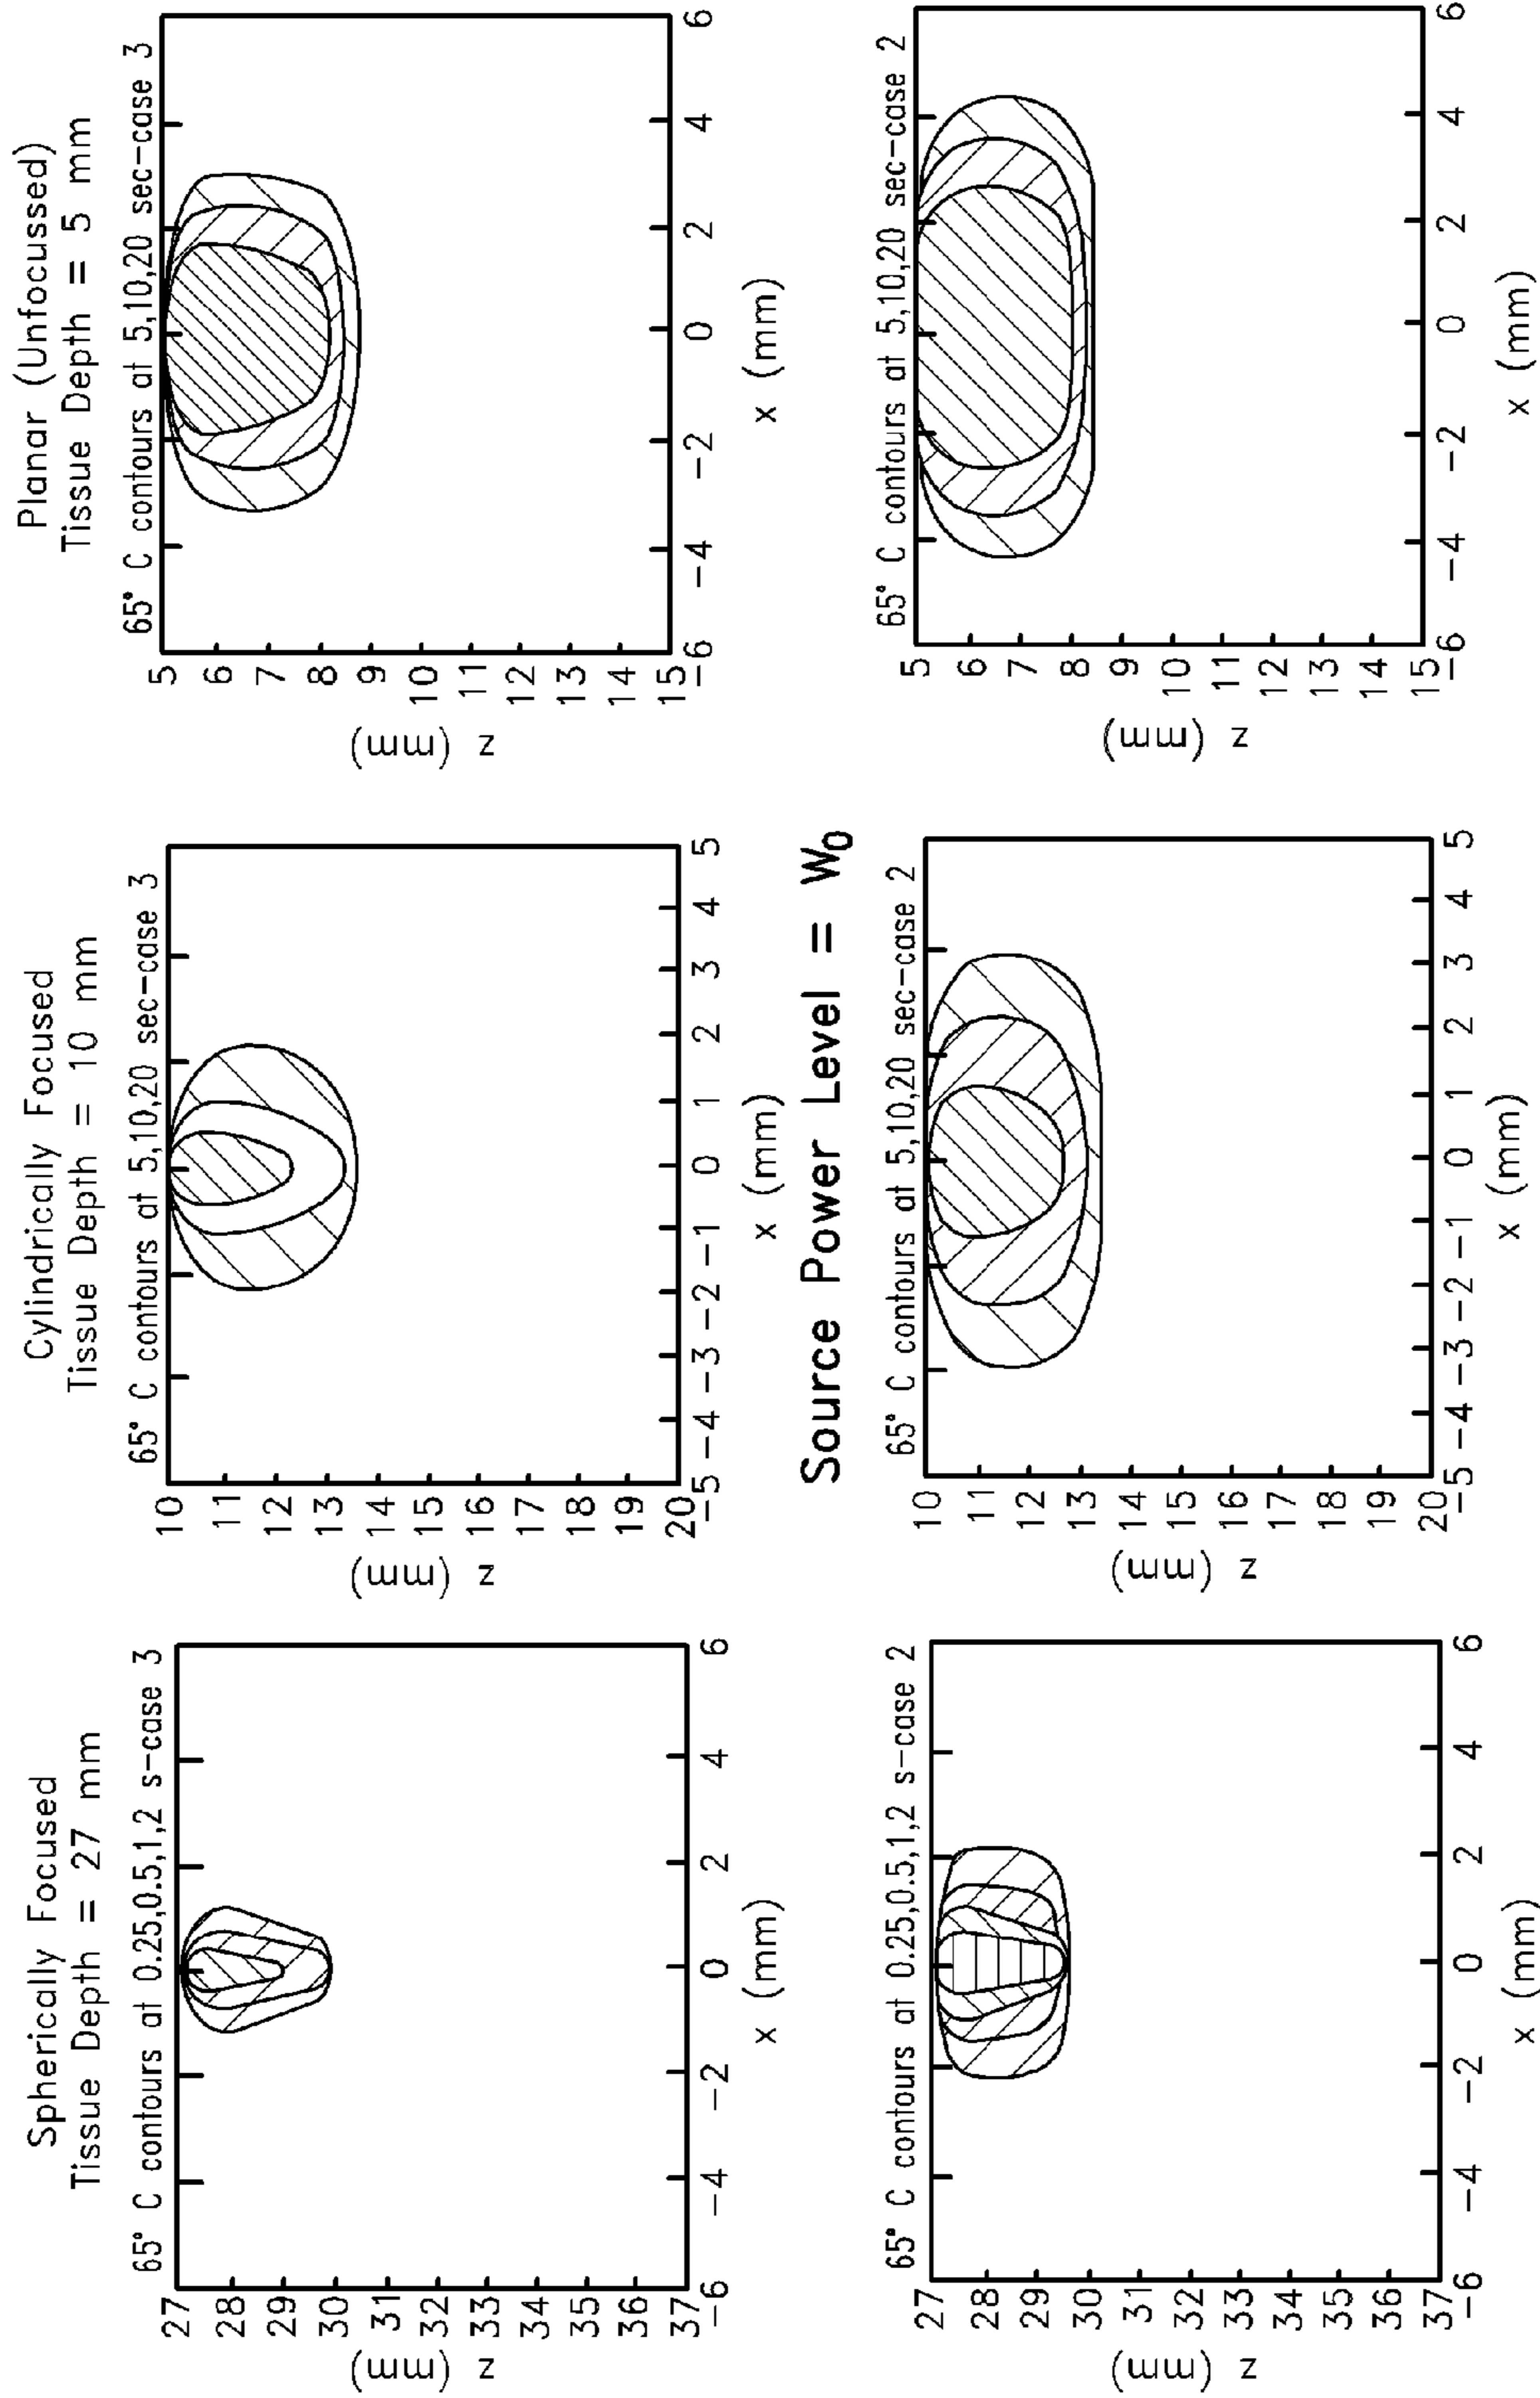 Spherically Focused
Tissue Depth = 27 mm
65° C contours at 0.25,0.5,1,2 s-case 3
27
28
29
30
31
32
33
34
35
36
37
z (mm)
-6 -4 -2 0 2 4 6
x (mm)
Cylindrically Focused
Tissue Depth = 10 mm
65° C contours at 5,10,20 sec-case 3
10
11
12
13
14
15
16
17
18
19
20
z (mm)
-5 -4 -3 -2 -1 0 1 2 3 4 5
x (mm)
Planar (Unfocussed)
Tissue Depth = 5 mm
65° C contours at 5,10,20 sec-case 3
5
6
7
8
9
10
11
12
13
14
15
z (mm)
-6 -4 -2 0 2 4 6
x (mm)
Source Power Level = W₀
65° C contours at 0.25,0.5,1,2 s-case 2
27
28
29
30
31
32
33
34
35
36
37
z (mm)
-6 -4 -2 0 2 4 6
x (mm)
65° C contours at 5,10,20 sec-case 2
10
11
12
13
14
15
16
17
18
19
20
z (mm)
-5 -4 -3 -2 -1 0 1 2 3 4 5
x (mm)
65° C contours at 5,10,20 sec-case 2
5
6
7
8
9
10
11
12
13
14
15
z (mm)
-6 -4 -2 0 2 4 6
x (mm)